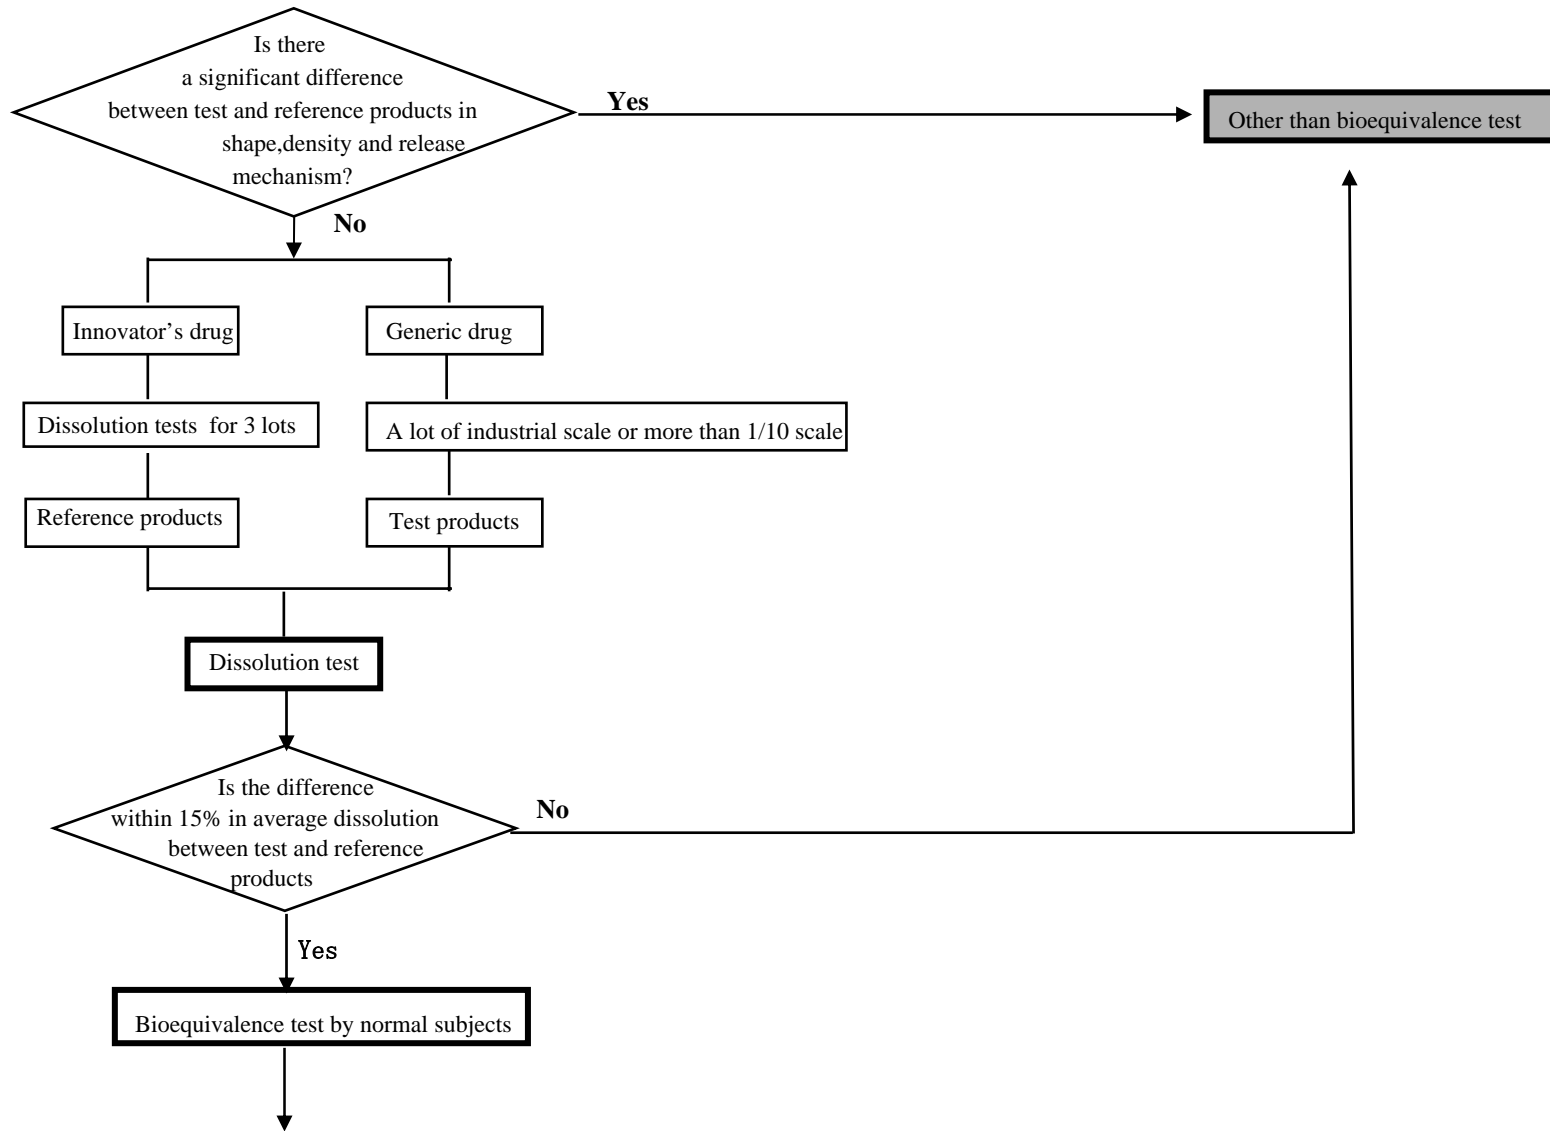 Is there
a significant difference
between test and reference products in
shape,density and release
mechanism?
Yes
Other than bioequivalence test
No
Innovator’s drug
Generic drug
Dissolution tests  for 3 lots
A lot of industrial scale or more than 1/10 scale
Reference products
Test products
Dissolution test
Is the difference
within 15% in average dissolution
between test and reference
products
No
Yes
Bioequivalence test by normal subjects